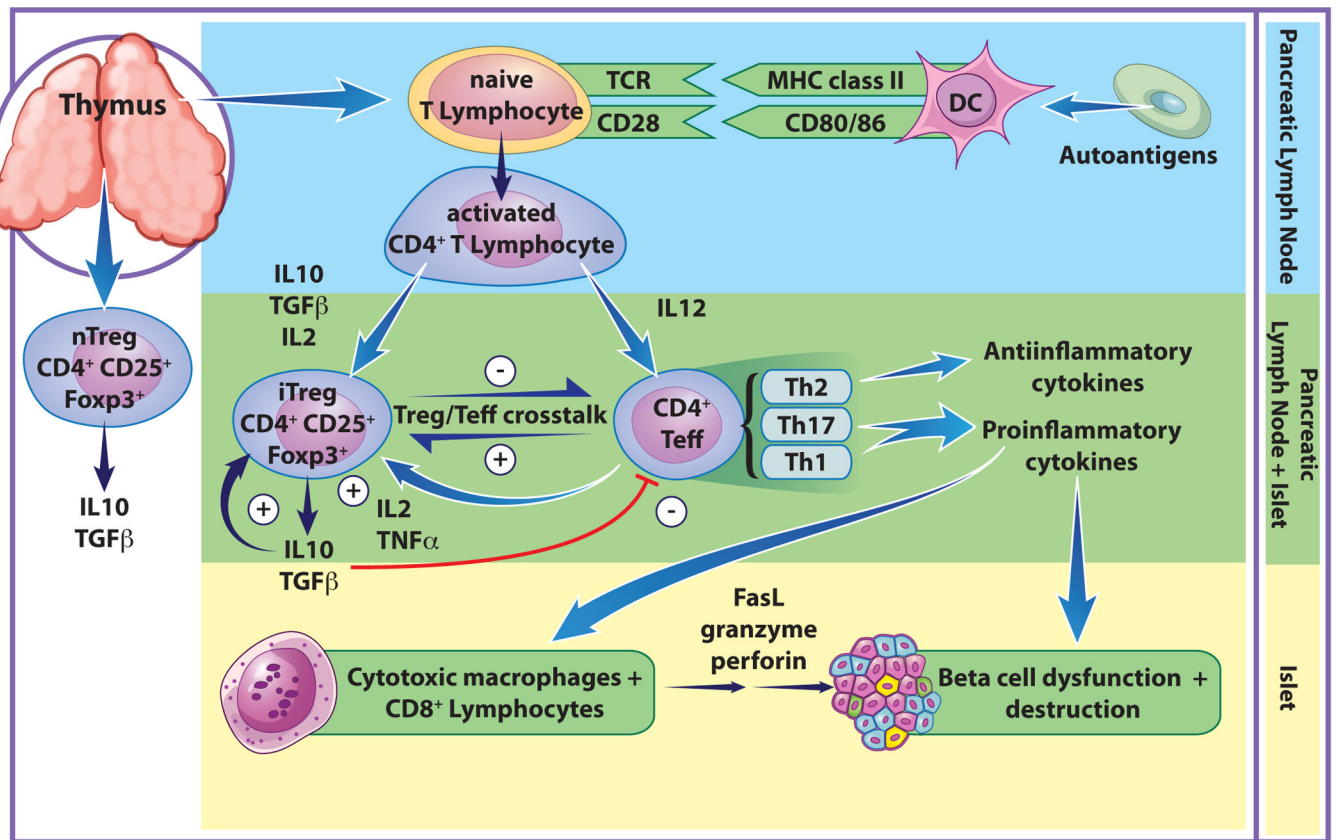 Thymus
naive
T Lymphocyte
TCR
CD28
MHC class II
CD80/86
DC
Autoantigens
activated
CD4⁺ T Lymphocyte
IL10
TGFβ
IL2
IL12
nTreg
CD4⁺ CD25⁺
Foxp3⁺
IL10
TGFβ
iTreg
CD4⁺ CD25⁺
Foxp3⁺
-
Treg/Teff crosstalk
+
CD4⁺
Teff
Th2
Th17
Th1
Antiinflammatory
cytokines
Proinflammatory
cytokines
+
+
IL2
TNFα
-
IL10
TGFβ
FasL
granzyme
perforin
Cytotoxic macrophages +
CD8⁺ Lymphocytes
Beta cell dysfunction +
destruction
Pancreatic Lymph Node
Pancreatic
Lymph Node + Islet
Islet